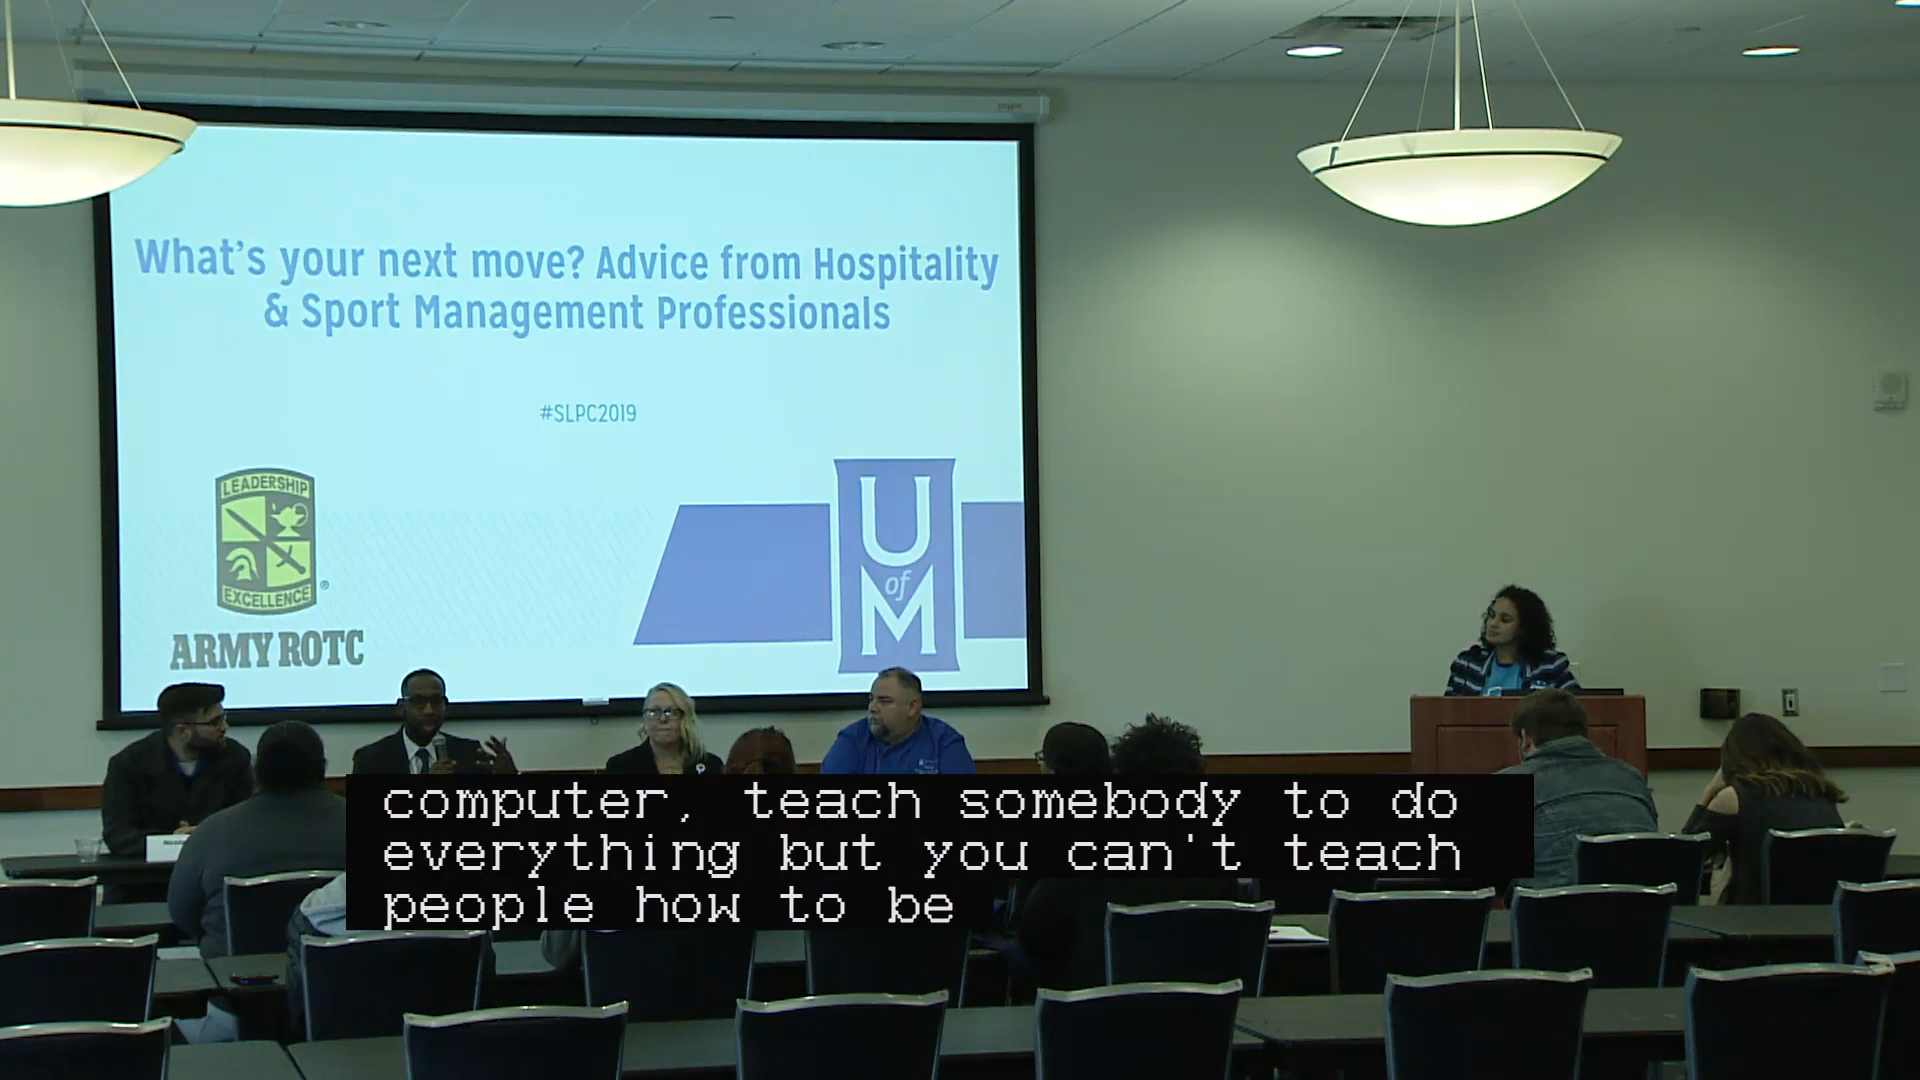 What's your next move? Advice from Hospitality
& Sport Management Professionals
#SLPC2019
LEADERSHIP
EXCELLENCE
®
ARMY ROTC
U
of
M
computer, teach somebody to do
everything but you can't teach
people how to be